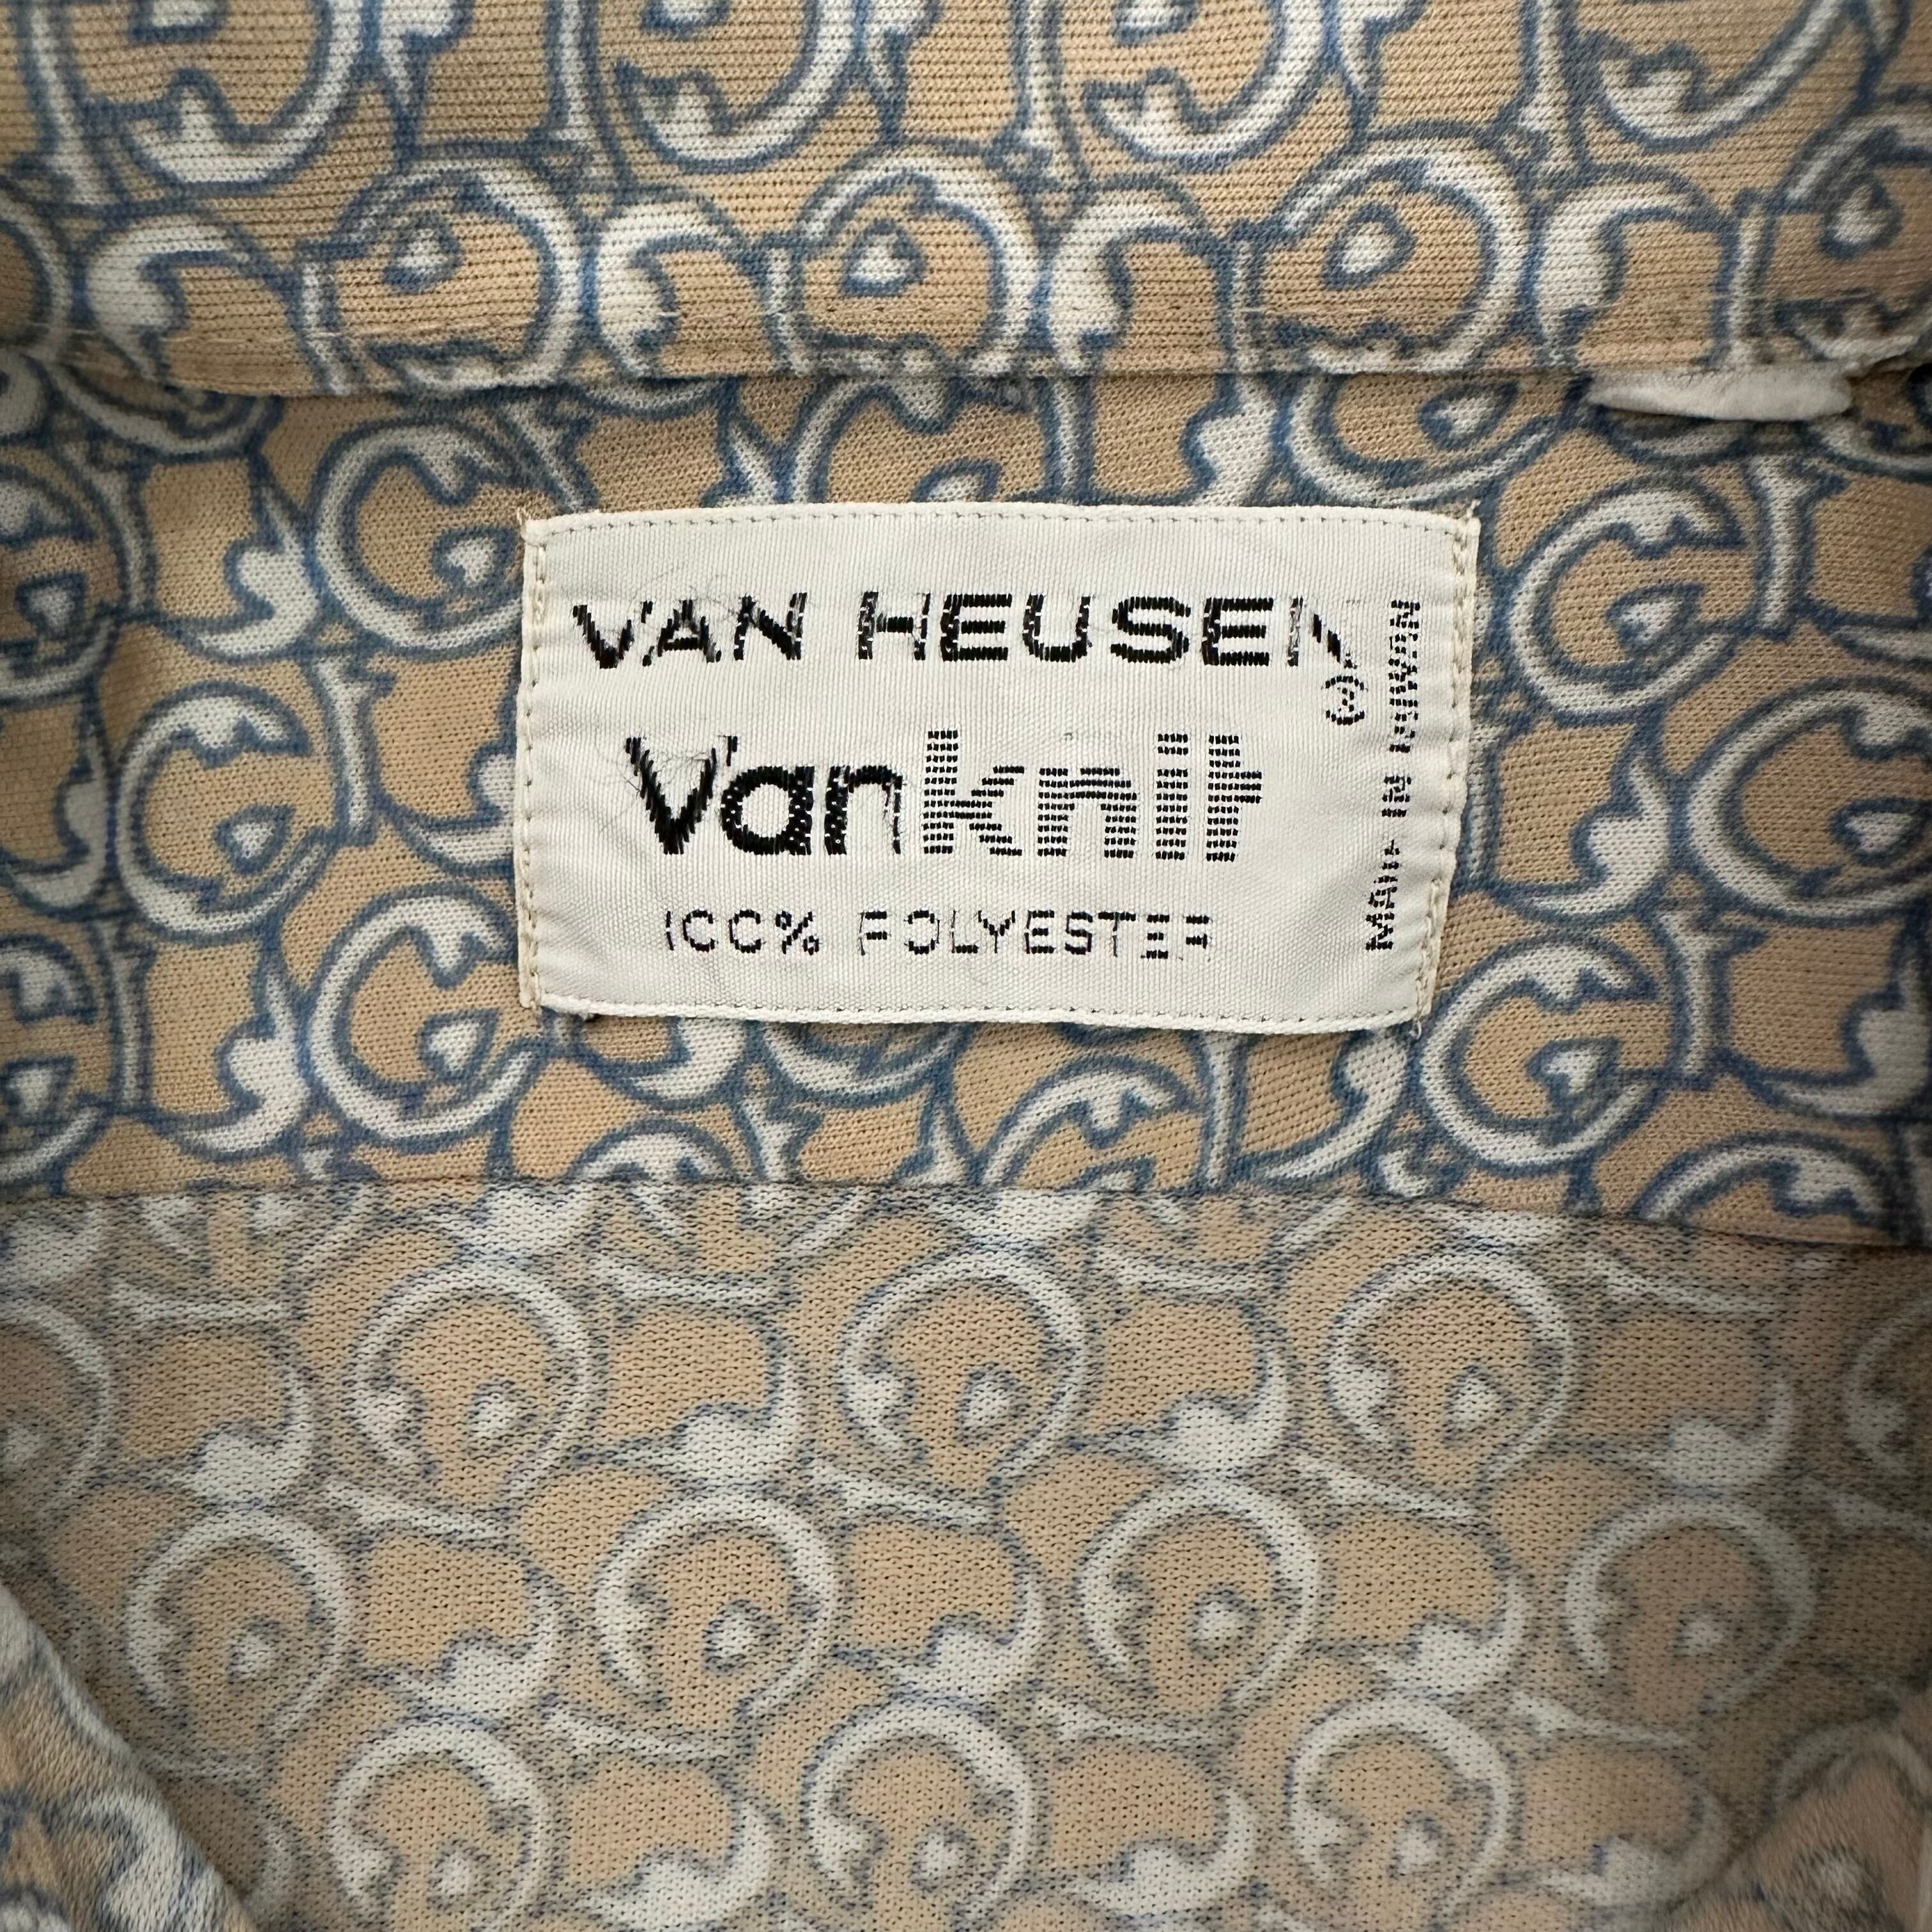 VAN HEUSEN
®
Vanknit
100% POLYESTER
MADE IN TAIWAN